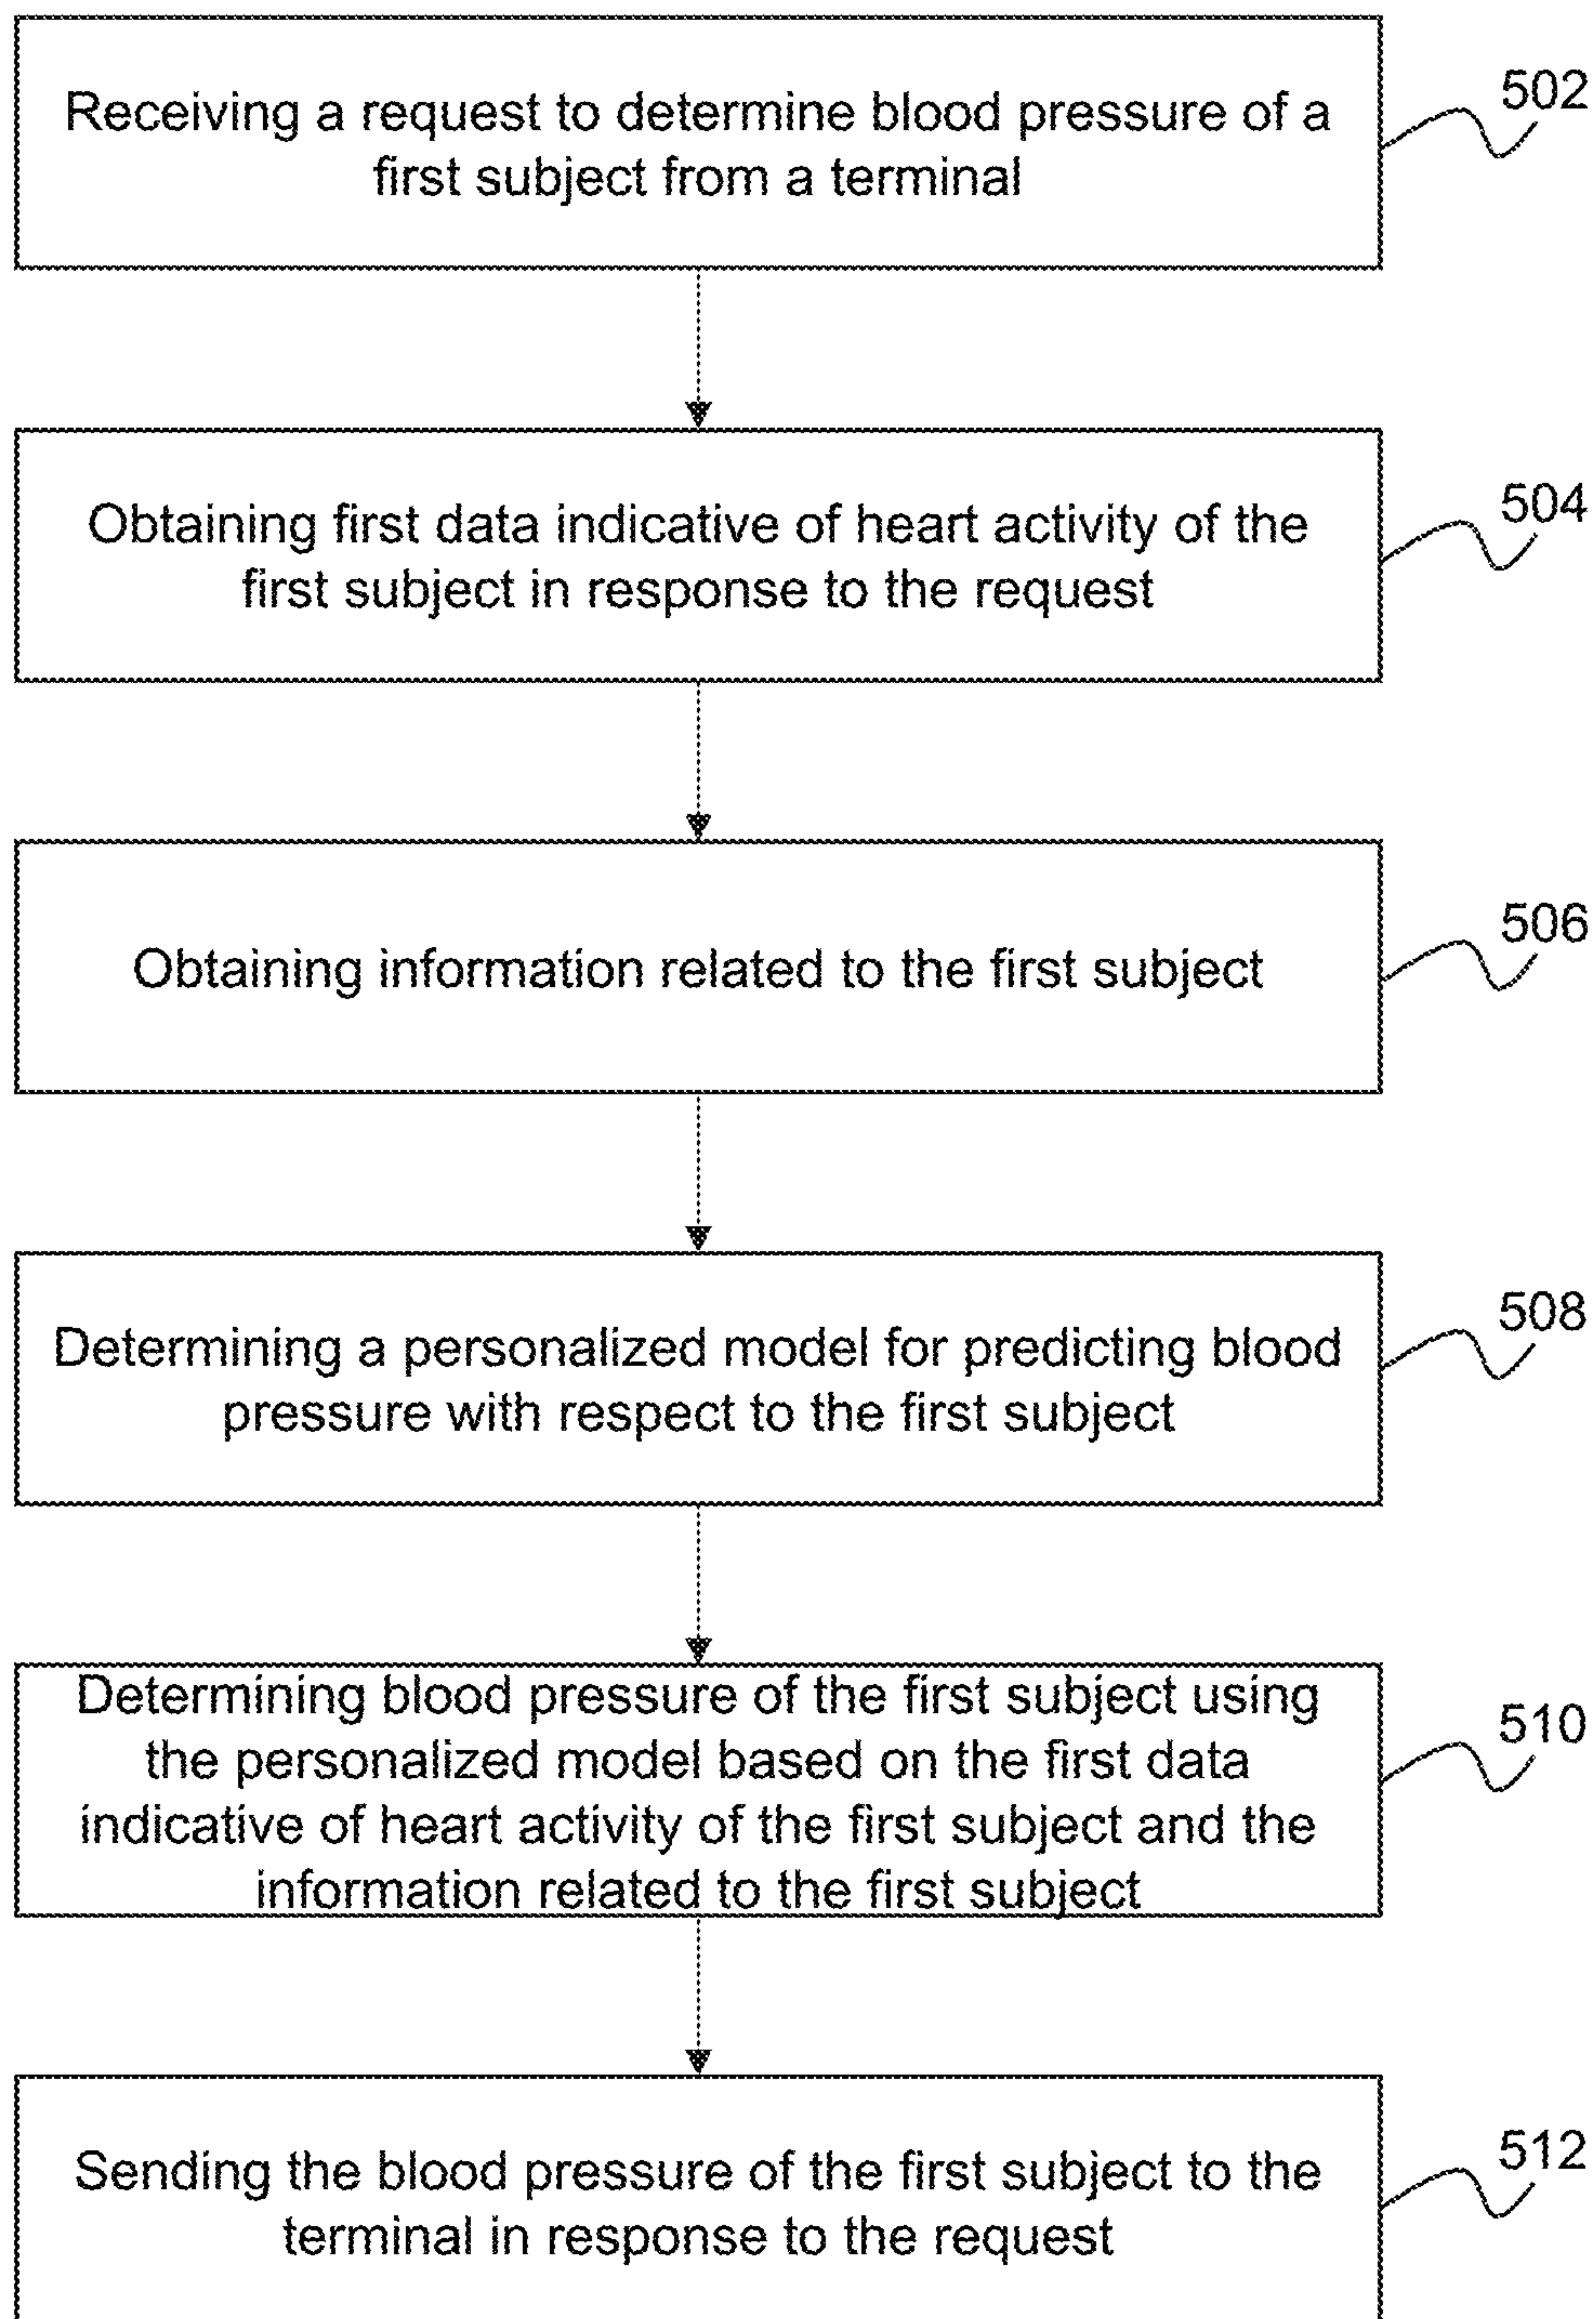 Receiving a request to determine blood pressure of a
first subject from a terminal
502
Obtaining first data indicative of heart activity of the
first subject in response to the request
504
Obtaining information related to the first subject
506
Determining a personalized model for predicting blood
pressure with respect to the first subject
508
Determining blood pressure of the first subject using
the personalized model based on the first data
indicative of heart activity of the first subject and the
information related to the first subject
510
Sending the blood pressure of the first subject to the
terminal in response to the request
512